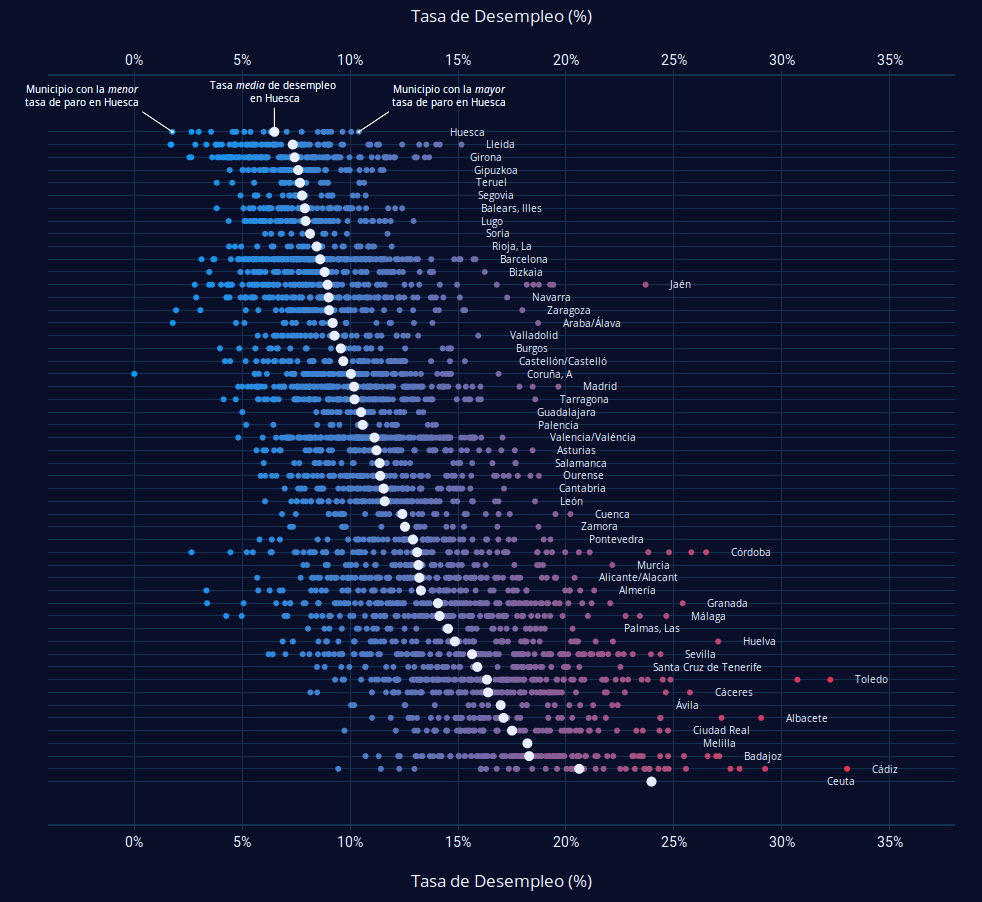 Tasa de Desempleo (%)
0% 5% 10% 15% 20% 25% 30% 35%
Municipio con la menor
tasa de paro en Huesca
Tasa media de desempleo
en Huesca
Municipio con la mayor
tasa de paro en Huesca
Huesca
Lleida
Girona
Gipuzkoa
Teruel
Segovia
Balears, Illes
Lugo
Soria
Rioja, La
Barcelona
Bizkaia
Jaén
Navarra
Zaragoza
Araba/Álava
Valladolid
Burgos
Castellón/Castelló
Coruña, A
Madrid
Tarragona
Guadalajara
Palencia
Valencia/Valéncia
Asturias
Salamanca
Ourense
Cantabria
León
Cuenca
Zamora
Pontevedra
Córdoba
Murcia
Alicante/Alacant
Almería
Granada
Málaga
Palmas, Las
Huelva
Sevilla
Santa Cruz de Tenerife
Toledo
Cáceres
Ávila
Albacete
Ciudad Real
Melilla
Badajoz
Cádiz
Ceuta
0% 5% 10% 15% 20% 25% 30% 35%
Tasa de Desempleo (%)